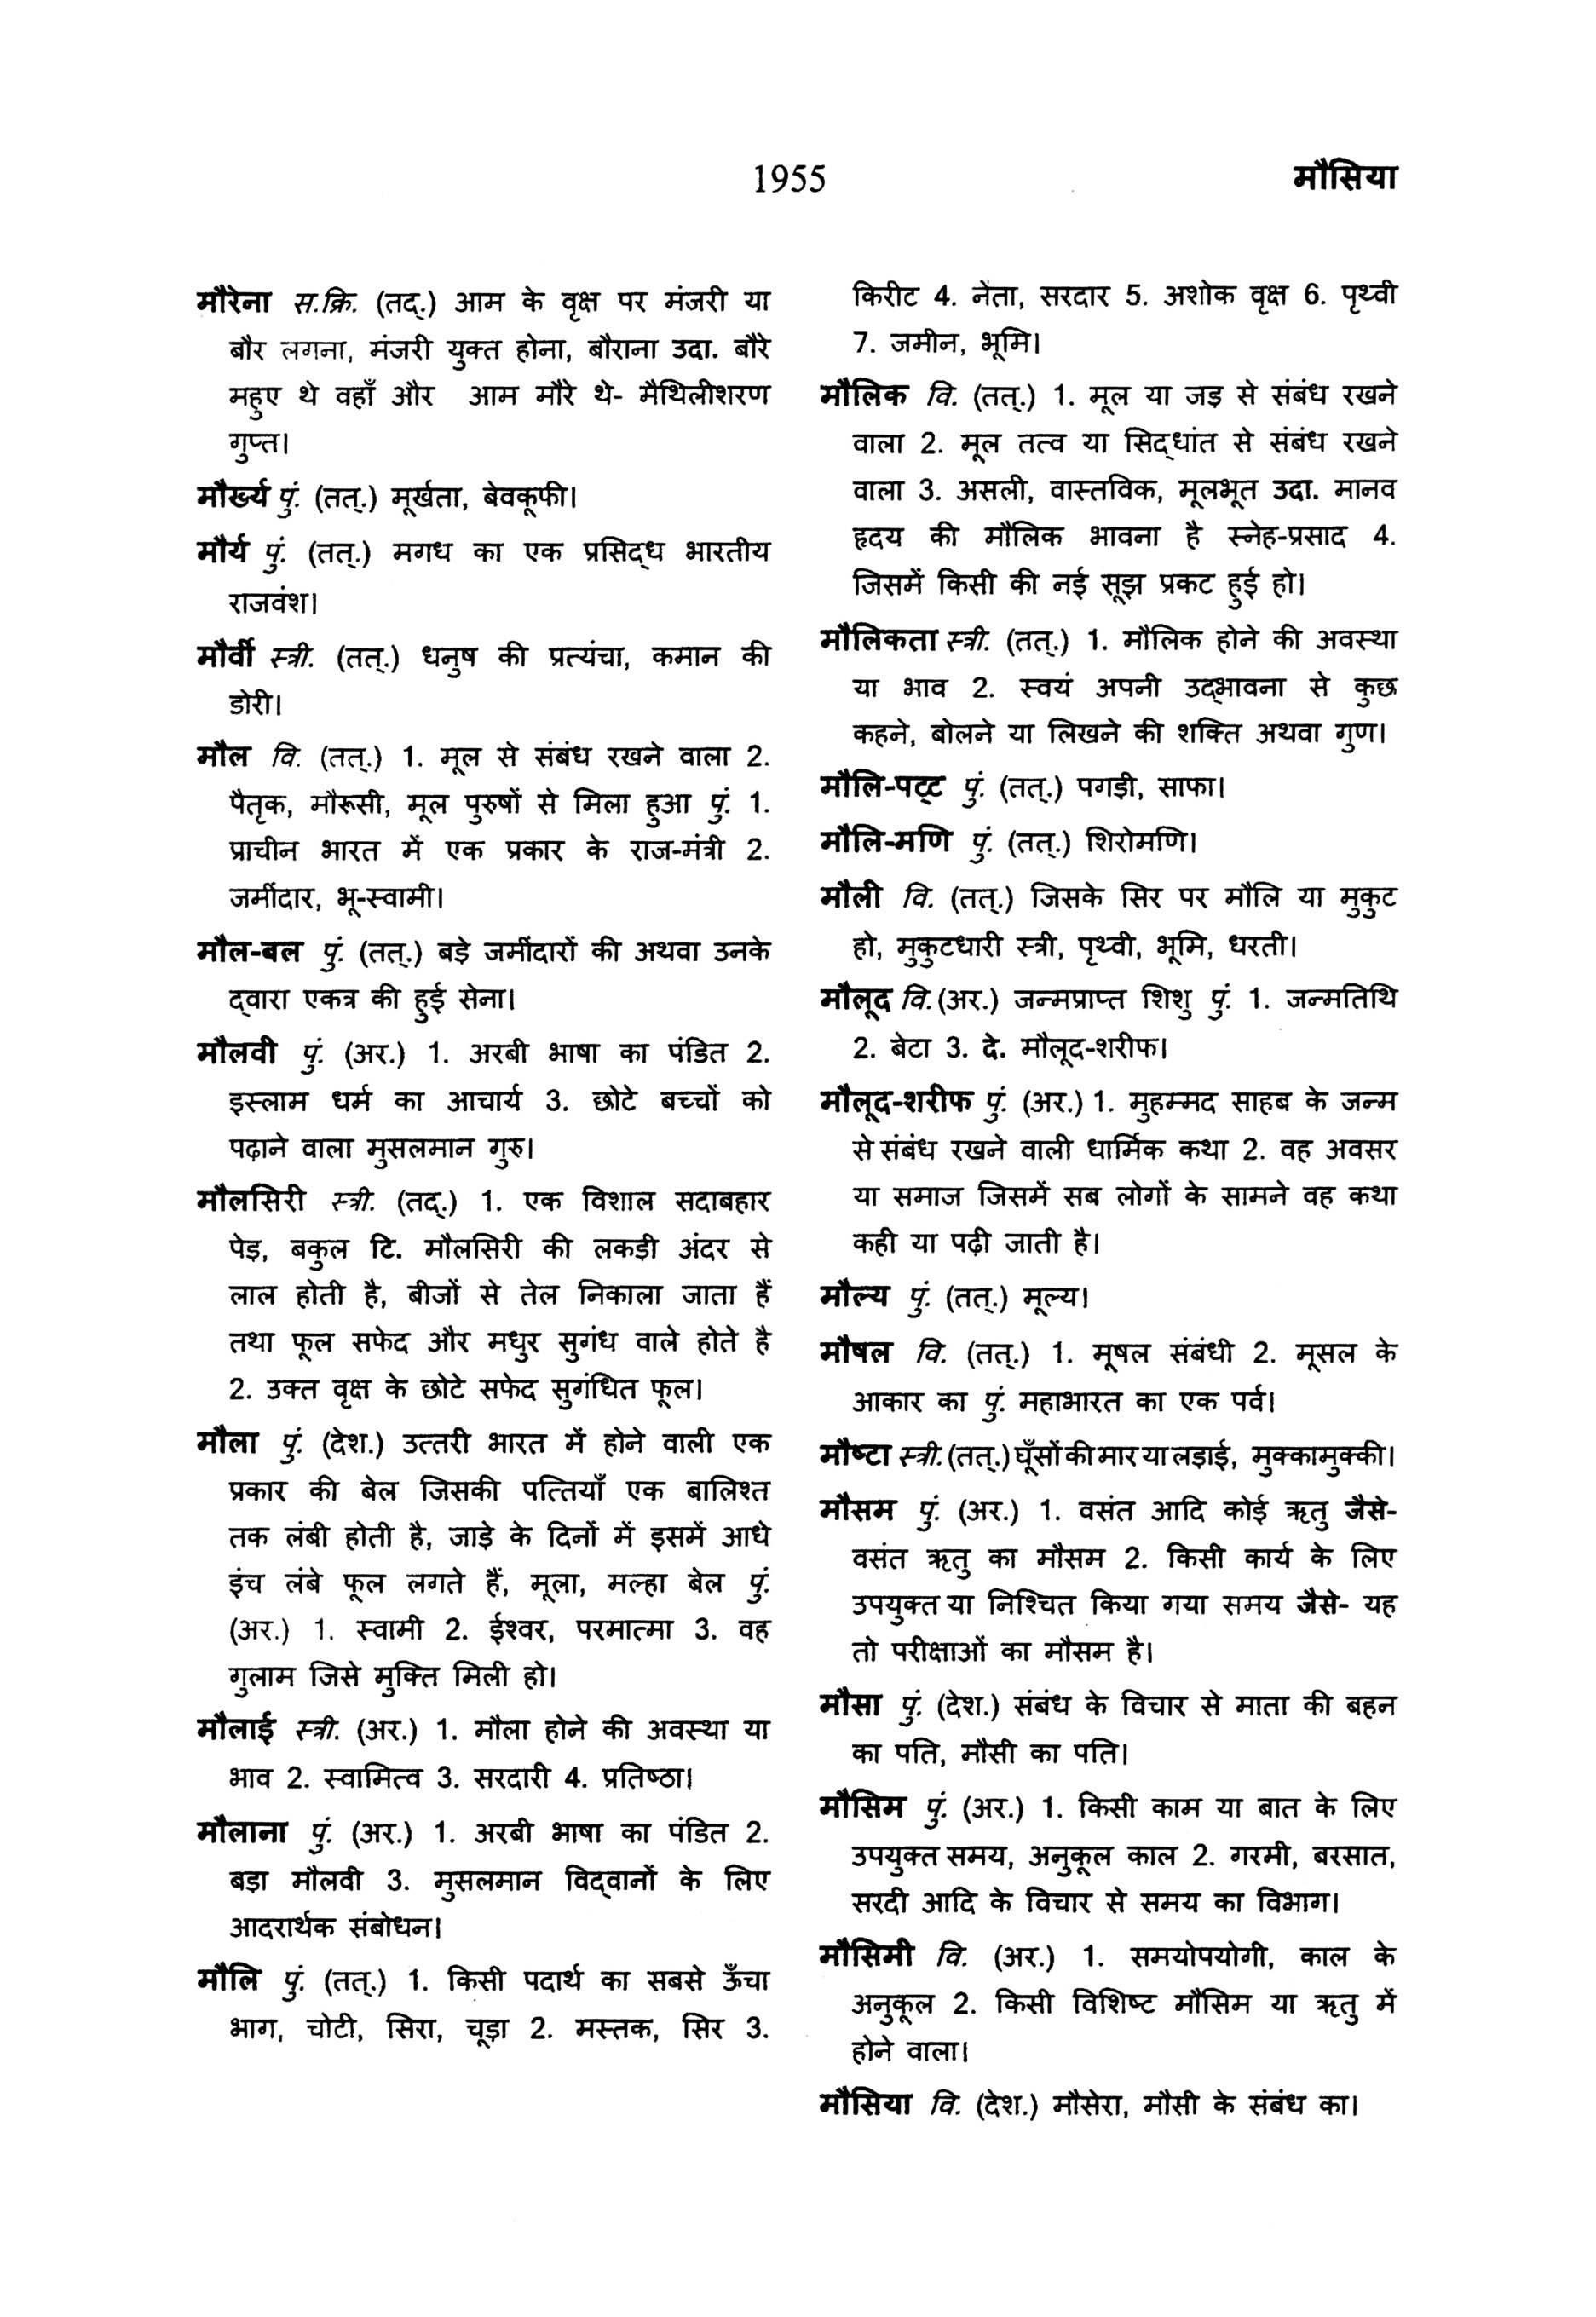 1955
मौसिया
मौरेना स.क्रि. (तद्.) आम के वृक्ष पर मंजरी या
बौर लगना, मंजरी युक्त होना, बौराना उदा. बौरे
महुए थे वहाँ और आम मौरे थे- मैथिलीशरण
गुप्त।
मौर्ख्य पुं. (तत्.) मूर्खता, बेवकूफी।
मौर्य पुं. (तत्.) मगध का एक प्रसिद्ध भारतीय
राजवंश।
मौर्वी स्त्री. (तत्.) धनुष की प्रत्यंचा, कमान की
डोरी।
मौल वि. (तत्.) 1. मूल से संबंध रखने वाला 2.
पैतृक, मौरूसी, मूल पुरुषों से मिला हुआ पुं. 1.
प्राचीन भारत में एक प्रकार के राज-मंत्री 2.
जमींदार, भू-स्वामी।
मौल-बल पुं. (तत्.) बड़े जमींदारों की अथवा उनके
द्वारा एकत्र की हुई सेना।
मौलवी पुं. (अर.) 1. अरबी भाषा का पंडित 2.
इस्लाम धर्म का आचार्य 3. छोटे बच्चों को
पढ़ाने वाला मुसलमान गुरु।
मौलसिरी स्त्री. (तद्.) 1. एक विशाल सदाबहार
पेड़, बकुल टि. मौलसिरी की लकड़ी अंदर से
लाल होती है, बीजों से तेल निकाला जाता हैं
तथा फूल सफेद और मधुर सुगंध वाले होते है
2. उक्त वृक्ष के छोटे सफेद सुगंधित फूल।
मौला पुं. (देश.) उत्तरी भारत में होने वाली एक
प्रकार की बेल जिसकी पत्तियाँ एक बालिश्त
तक लंबी होती है, जाड़े के दिनों में इसमें आधे
इंच लंबे फूल लगते हैं, मूला, मल्हा बेल पुं.
(अर.) 1. स्वामी 2. ईश्वर, परमात्मा 3. वह
गुलाम जिसे मुक्ति मिली हो।
मौलाई स्त्री. (अर.) 1. मौला होने की अवस्था या
भाव 2. स्वामित्व 3. सरदारी 4. प्रतिष्ठा।
मौलाना पुं. (अर.) 1. अरबी भाषा का पंडित 2.
बड़ा मौलवी 3. मुसलमान विद्वानों के लिए
आदरार्थक संबोधन।
मौलि पुं. (तत्.) 1. किसी पदार्थ का सबसे ऊँचा
भाग, चोटी, सिरा, चूड़ा 2. मस्तक, सिर 3.
किरीट 4. नेता, सरदार 5. अशोक वृक्ष 6. पृथ्वी
7. जमीन, भूमि।
मौलिक वि. (तत्.) 1. मूल या जड़ से संबंध रखने
वाला 2. मूल तत्व या सिद्धांत से संबंध रखने
वाला 3. असली, वास्तविक, मूलभूत उदा. मानव
हृदय की मौलिक भावना है स्नेह-प्रसाद 4.
जिसमें किसी की नई सूझ प्रकट हुई हो।
मौलिकता स्त्री. (तत्.) 1. मौलिक होने की अवस्था
या भाव 2. स्वयं अपनी उद्भावना से कुछ
कहने, बोलने या लिखने की शक्ति अथवा गुण।
मौलि-पट्ट पुं. (तत्.) पगड़ी, साफा।
मौलि-मणि पुं. (तत्.) शिरोमणि।
मौली वि. (तत्.) जिसके सिर पर मौलि या मुकुट
हो, मुकुटधारी स्त्री, पृथ्वी, भूमि, धरती।
मौलूद वि.(अर.) जन्मप्राप्त शिशु पुं. 1. जन्मतिथि
2. बेटा 3. दे. मौलूद-शरीफ।
मौलूद-शरीफ पुं. (अर.) 1. मुहम्मद साहब के जन्म
से संबंध रखने वाली धार्मिक कथा 2. वह अवसर
या समाज जिसमें सब लोगों के सामने वह कथा
कही या पढ़ी जाती है।
मौल्य पुं. (तत्.) मूल्य।
मौषल वि. (तत्.) 1. मूषल संबंधी 2. मूसल के
आकार का पुं. महाभारत का एक पर्व।
मौष्टा स्त्री. (तत्.) घूँसों की मार या लड़ाई, मुक्कामुक्की।
मौसम पुं. (अर.) 1. वसंत आदि कोई ऋतु जैसे-
वसंत ऋतु का मौसम 2. किसी कार्य के लिए
उपयुक्त या निश्चित किया गया समय जैसे- यह
तो परीक्षाओं का मौसम है।
मौसा पुं. (देश.) संबंध के विचार से माता की बहन
का पति, मौसी का पति।
मौसिम पुं. (अर.) 1. किसी काम या बात के लिए
उपयुक्त समय, अनुकूल काल 2. गरमी, बरसात,
सरदी आदि के विचार से समय का विभाग।
मौसिमी वि. (अर.) 1. समयोपयोगी, काल के
अनुकूल 2. किसी विशिष्ट मौसिम या ऋतु में
होने वाला।
मौसिया वि. (देश.) मौसेरा, मौसी के संबंध का।